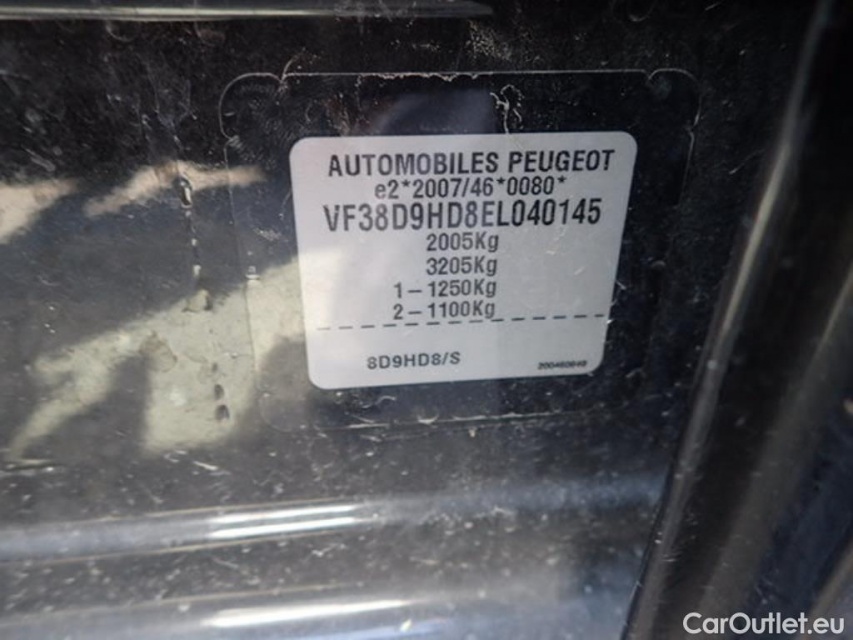 AUTOMOBILES PEUGEOT
e2*2007/46*0080*
VF38D9HD8EL040145
2005Kg
3205Kg
1-1250Kg
2-1100Kg
8D9HD8/S
CarOutlet.eu